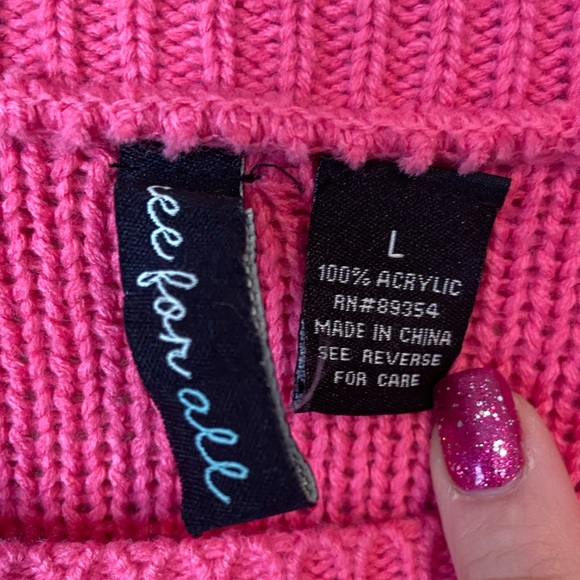 ee for all
L
100% ACRYLIC
RN#89354
MADE IN CHINA
SEE REVERSE
FOR CARE